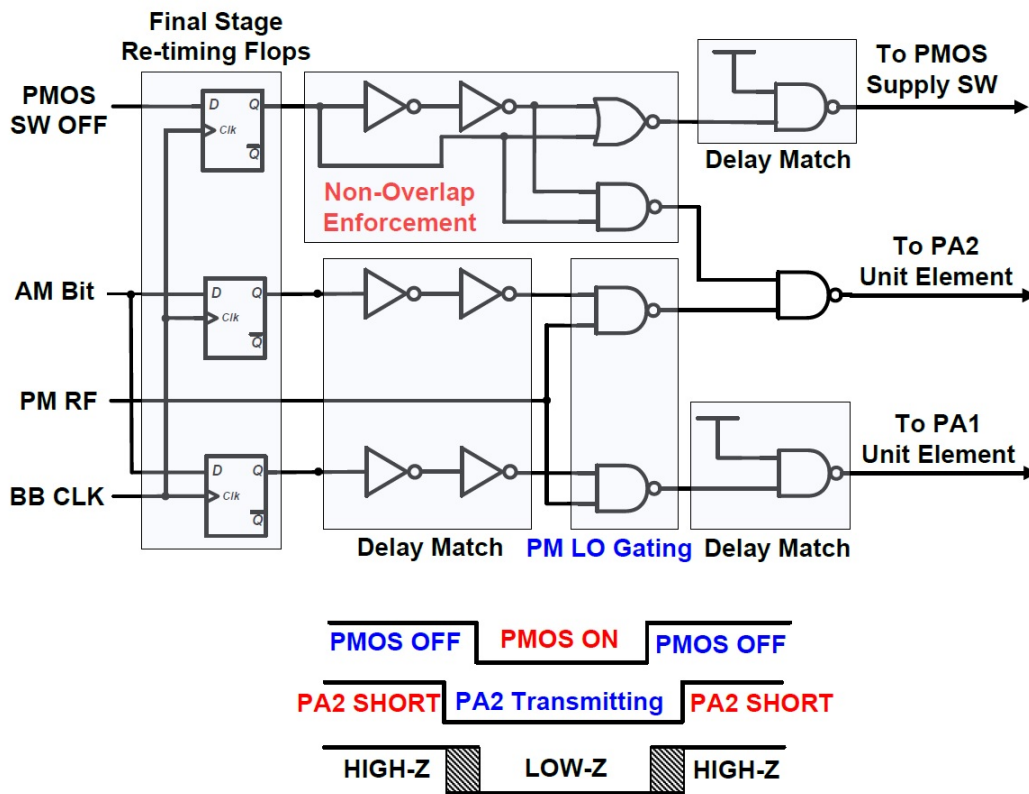 Final Stage
Re-timing Flops
PMOS
SW OFF
D Q
Clk
Q
Non-Overlap
Enforcement
Delay Match
To PMOS
Supply SW
AM Bit
D Q
Clk
Q
To PA2
Unit Element
PM RF
BB CLK
D Q
Clk
Q
Delay Match
PM LO Gating
Delay Match
To PA1
Unit Element
PMOS OFF PMOS ON PMOS OFF
PA2 SHORT PA2 Transmitting PA2 SHORT
HIGH-Z LOW-Z HIGH-Z